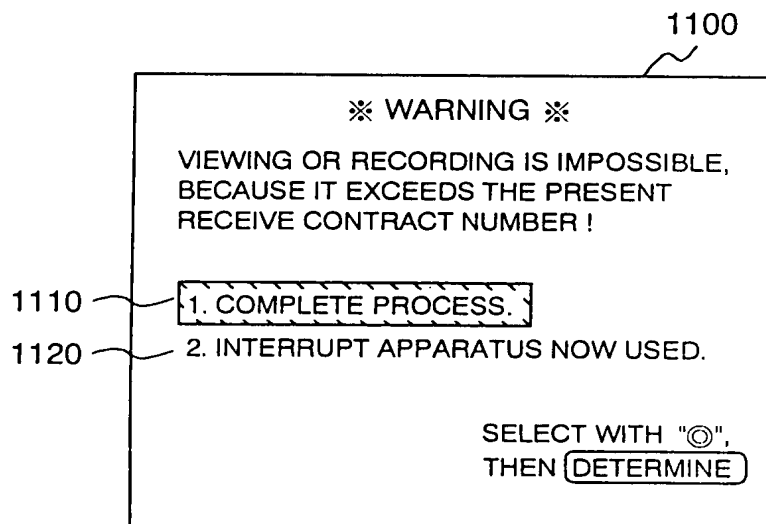 1100
※ WARNING ※
VIEWING OR RECORDING IS IMPOSSIBLE,
BECAUSE IT EXCEEDS THE PRESENT
RECEIVE CONTRACT NUMBER !
1110
1. COMPLETE PROCESS.
1120
2. INTERRUPT APPARATUS NOW USED.
SELECT WITH "◎",
THEN DETERMINE